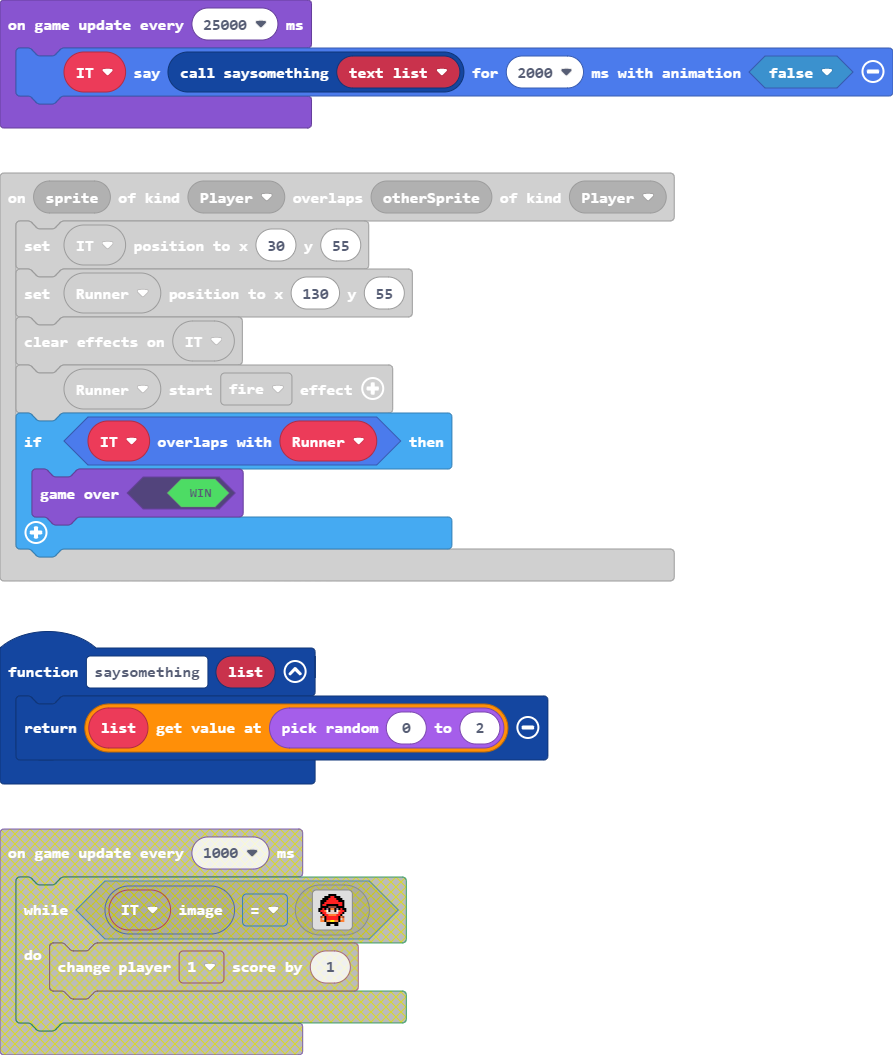 on game update every 25000 ms
IT say call saysomething text list for 2000 ms with animation false
on sprite of kind Player overlaps otherSprite of kind Player
set IT position to x 30 y 55
set Runner position to x 130 y 55
clear effects on IT
Runner start fire effect
if IT overlaps with Runner then
game over WIN
function saysomething list
return list get value at pick random 0 to 2
on game update every 1000 ms
while IT image =
do
change player 1 score by 1